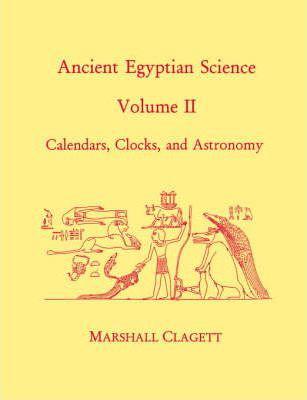 Ancient Egyptian Science
Volume II
Calendars, Clocks, and Astronomy
MARSHALL CLAGETT